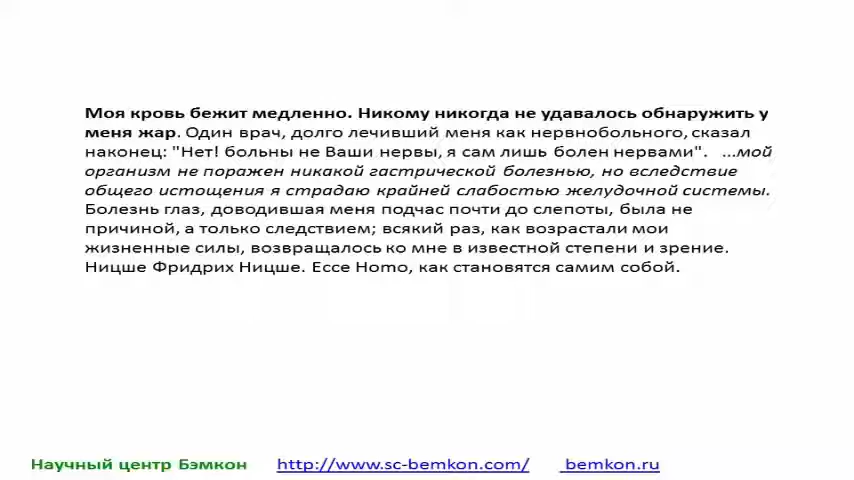 Моя кровь бежит медленно. Никому никогда не удавалось обнаружить у
меня жар. Один врач, долго лечивший меня как нервнобольного, сказал
наконец: "Нет! больны не Ваши нервы, я сам лишь болен нервами". ...мой
организм не поражен никакой гастрической болезнью, но вследствие
общего истощения я страдаю крайней слабостью желудочной системы.
Болезнь глаз, доводившая меня подчас почти до слепоты, была не
причиной, а только следствием; всякий раз, как возрастали мои
жизненные силы, возвращалось ко мне в известной степени и зрение.
Ницше Фридрих Ницше. Ecce Homo, как становятся самим собой.
Научный центр Бэмкон http://www.sc-bemkon.com/ bemkon.ru